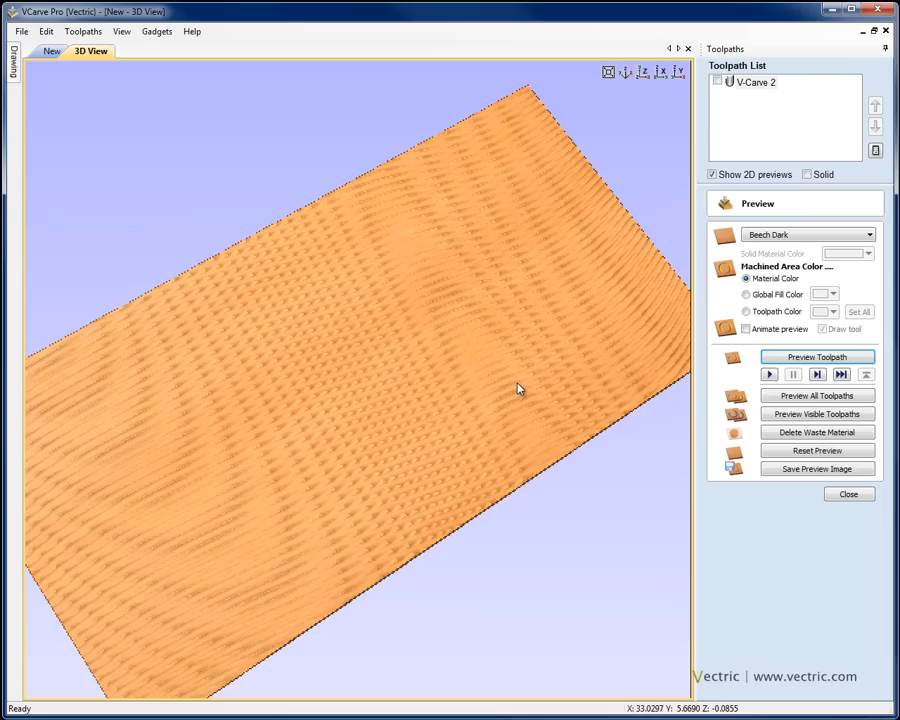 VCarve Pro [Vectric] - [New - 3D View]
File Edit Toolpaths View Gadgets Help
Drawing
New 3D View
Z X Y
Toolpaths
Toolpath List
V-Carve 2
Show 2D previews Solid
Preview
Beech Dark
Solid Material Color
Machined Area Color ....
Material Color
Global Fill Color
Toolpath Color Set All
Animate preview Draw tool
Preview Toolpath
Preview All Toolpaths
Preview Visible Toolpaths
Delete Waste Material
Reset Preview
Save Preview Image
Close
Vectric | www.vectric.com
Ready X: 33.0297 Y: 5.6690 Z: -0.0855